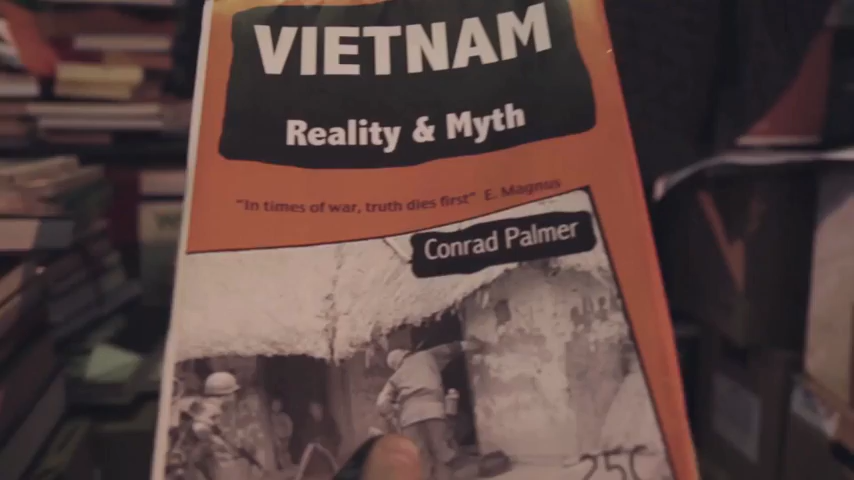 VIETNAM
Reality & Myth
"In times of war, truth dies first" E. Magnus
Conrad Palmer